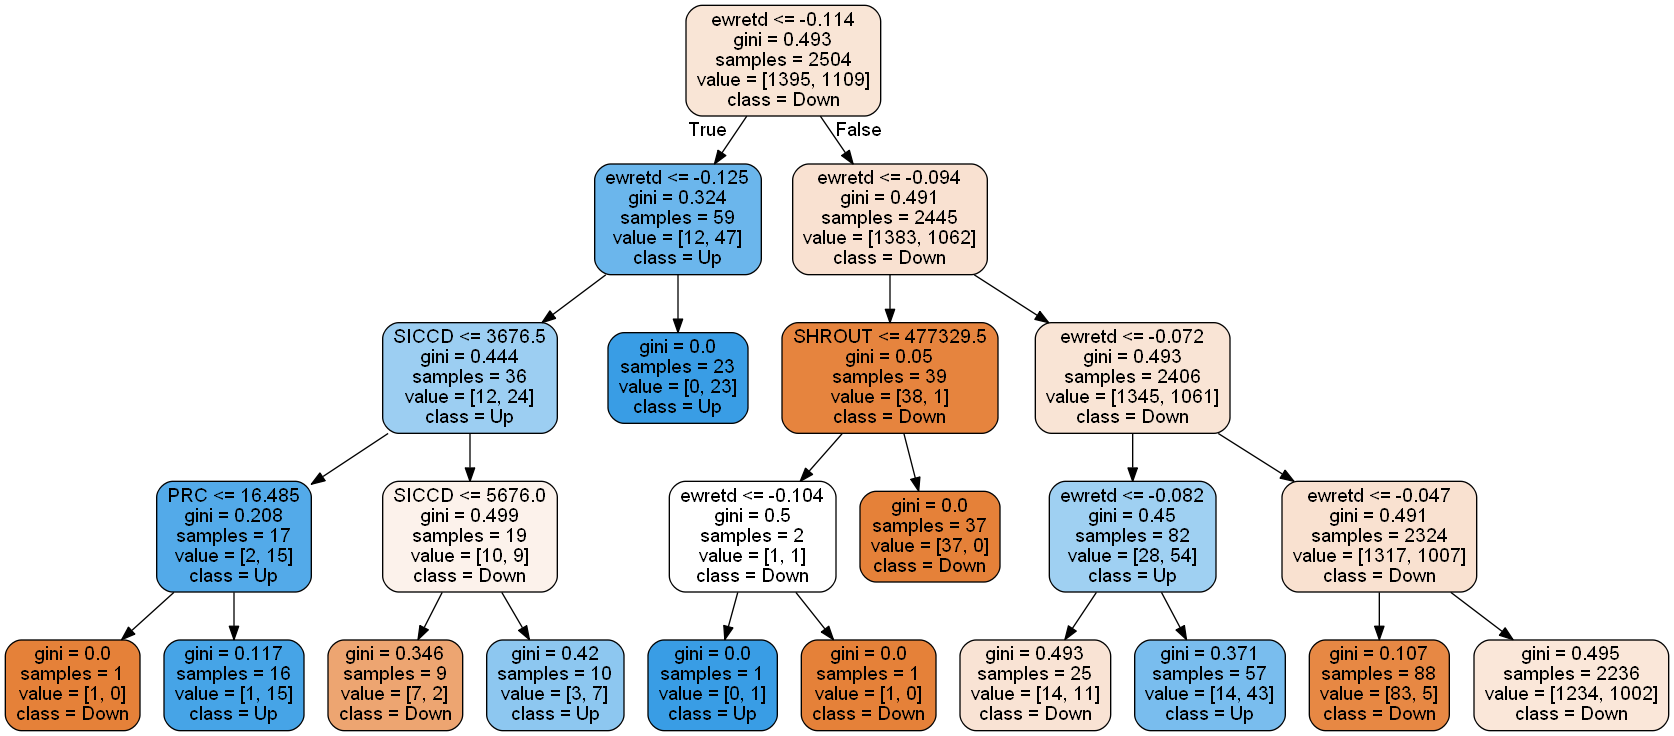 ewretd <= -0.114
gini = 0.493
samples = 2504
value = [1395, 1109]
class = Down
True
False
ewretd <= -0.125
gini = 0.324
samples = 59
value = [12, 47]
class = Up
ewretd <= -0.094
gini = 0.491
samples = 2445
value = [1383, 1062]
class = Down
SICCD <= 3676.5
gini = 0.444
samples = 36
value = [12, 24]
class = Up
gini = 0.0
samples = 23
value = [0, 23]
class = Up
SHROUT <= 477329.5
gini = 0.05
samples = 39
value = [38, 1]
class = Down
ewretd <= -0.072
gini = 0.493
samples = 2406
value = [1345, 1061]
class = Down
PRC <= 16.485
gini = 0.208
samples = 17
value = [2, 15]
class = Up
SICCD <= 5676.0
gini = 0.499
samples = 19
value = [10, 9]
class = Down
ewretd <= -0.104
gini = 0.5
samples = 2
value = [1, 1]
class = Down
gini = 0.0
samples = 37
value = [37, 0]
class = Down
ewretd <= -0.082
gini = 0.45
samples = 82
value = [28, 54]
class = Up
ewretd <= -0.047
gini = 0.491
samples = 2324
value = [1317, 1007]
class = Down
gini = 0.0
samples = 1
value = [1, 0]
class = Down
gini = 0.117
samples = 16
value = [1, 15]
class = Up
gini = 0.346
samples = 9
value = [7, 2]
class = Down
gini = 0.42
samples = 10
value = [3, 7]
class = Up
gini = 0.0
samples = 1
value = [0, 1]
class = Up
gini = 0.0
samples = 1
value = [1, 0]
class = Down
gini = 0.493
samples = 25
value = [14, 11]
class = Down
gini = 0.371
samples = 57
value = [14, 43]
class = Up
gini = 0.107
samples = 88
value = [83, 5]
class = Down
gini = 0.495
samples = 2236
value = [1234, 1002]
class = Down